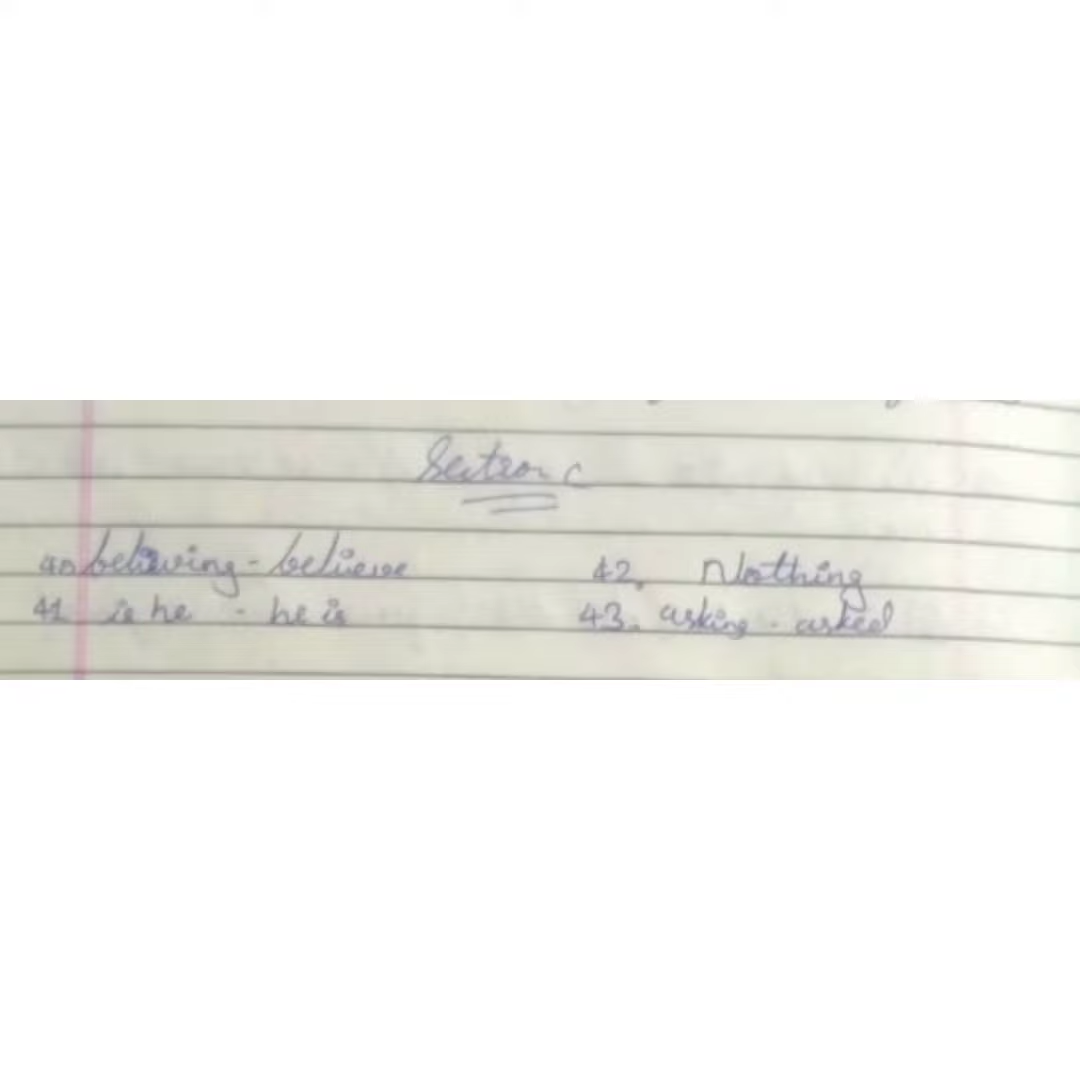 Section C
40 believing - believe 42. Nothing
41 is he - he is 43. asking - asked